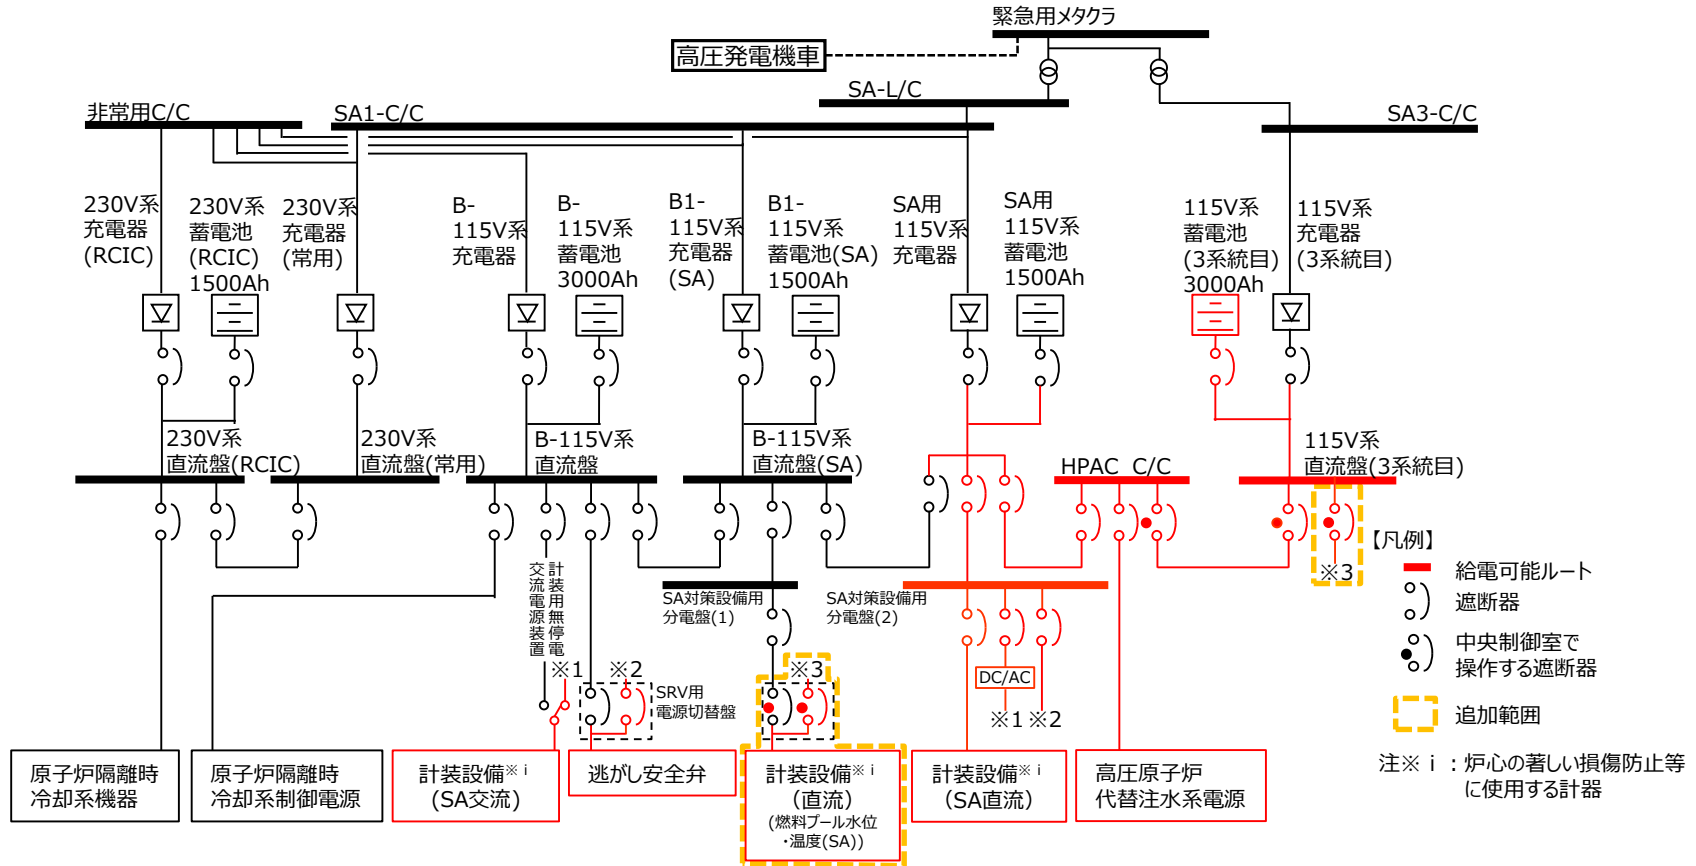 緊急用メタクラ
高圧発電機車
SA-L/C
非常用C/C
SA1-C/C
SA3-C/C
230V系
充電器
(RCIC)
230V系
蓄電池
(RCIC)
1500Ah
230V系
充電器
(常用)
B-
115V系
充電器
B-
115V系
蓄電池
3000Ah
B1-
115V系
充電器
(SA)
B1-
115V系
蓄電池(SA)
1500Ah
SA用
115V系
充電器
SA用
115V系
蓄電池
1500Ah
115V系
蓄電池
(3系統目)
3000Ah
115V系
充電器
(3系統目)
230V系
直流盤(RCIC)
230V系
直流盤(常用)
B-115V系
直流盤
B-115V系
直流盤(SA)
HPAC C/C
115V系
直流盤(3系統目)
計装用無停電
交流電源装置
SA対策設備用
分電盤(1)
SA対策設備用
分電盤(2)
※3
※1
※2
※3
SRV用
電源切替盤
DC/AC
※1
※2
【凡例】
給電可能ルート
遮断器
中央制御室で
操作する遮断器
追加範囲
注※ i :炉心の著しい損傷防止等
に使用する計器
原子炉隔離時
冷却系機器
原子炉隔離時
冷却系制御電源
計装設備※ i
(SA交流)
逃がし安全弁
計装設備※ i
(直流)
(燃料プール水位
・温度(SA))
計装設備※ i
(SA直流)
高圧原子炉
代替注水系電源